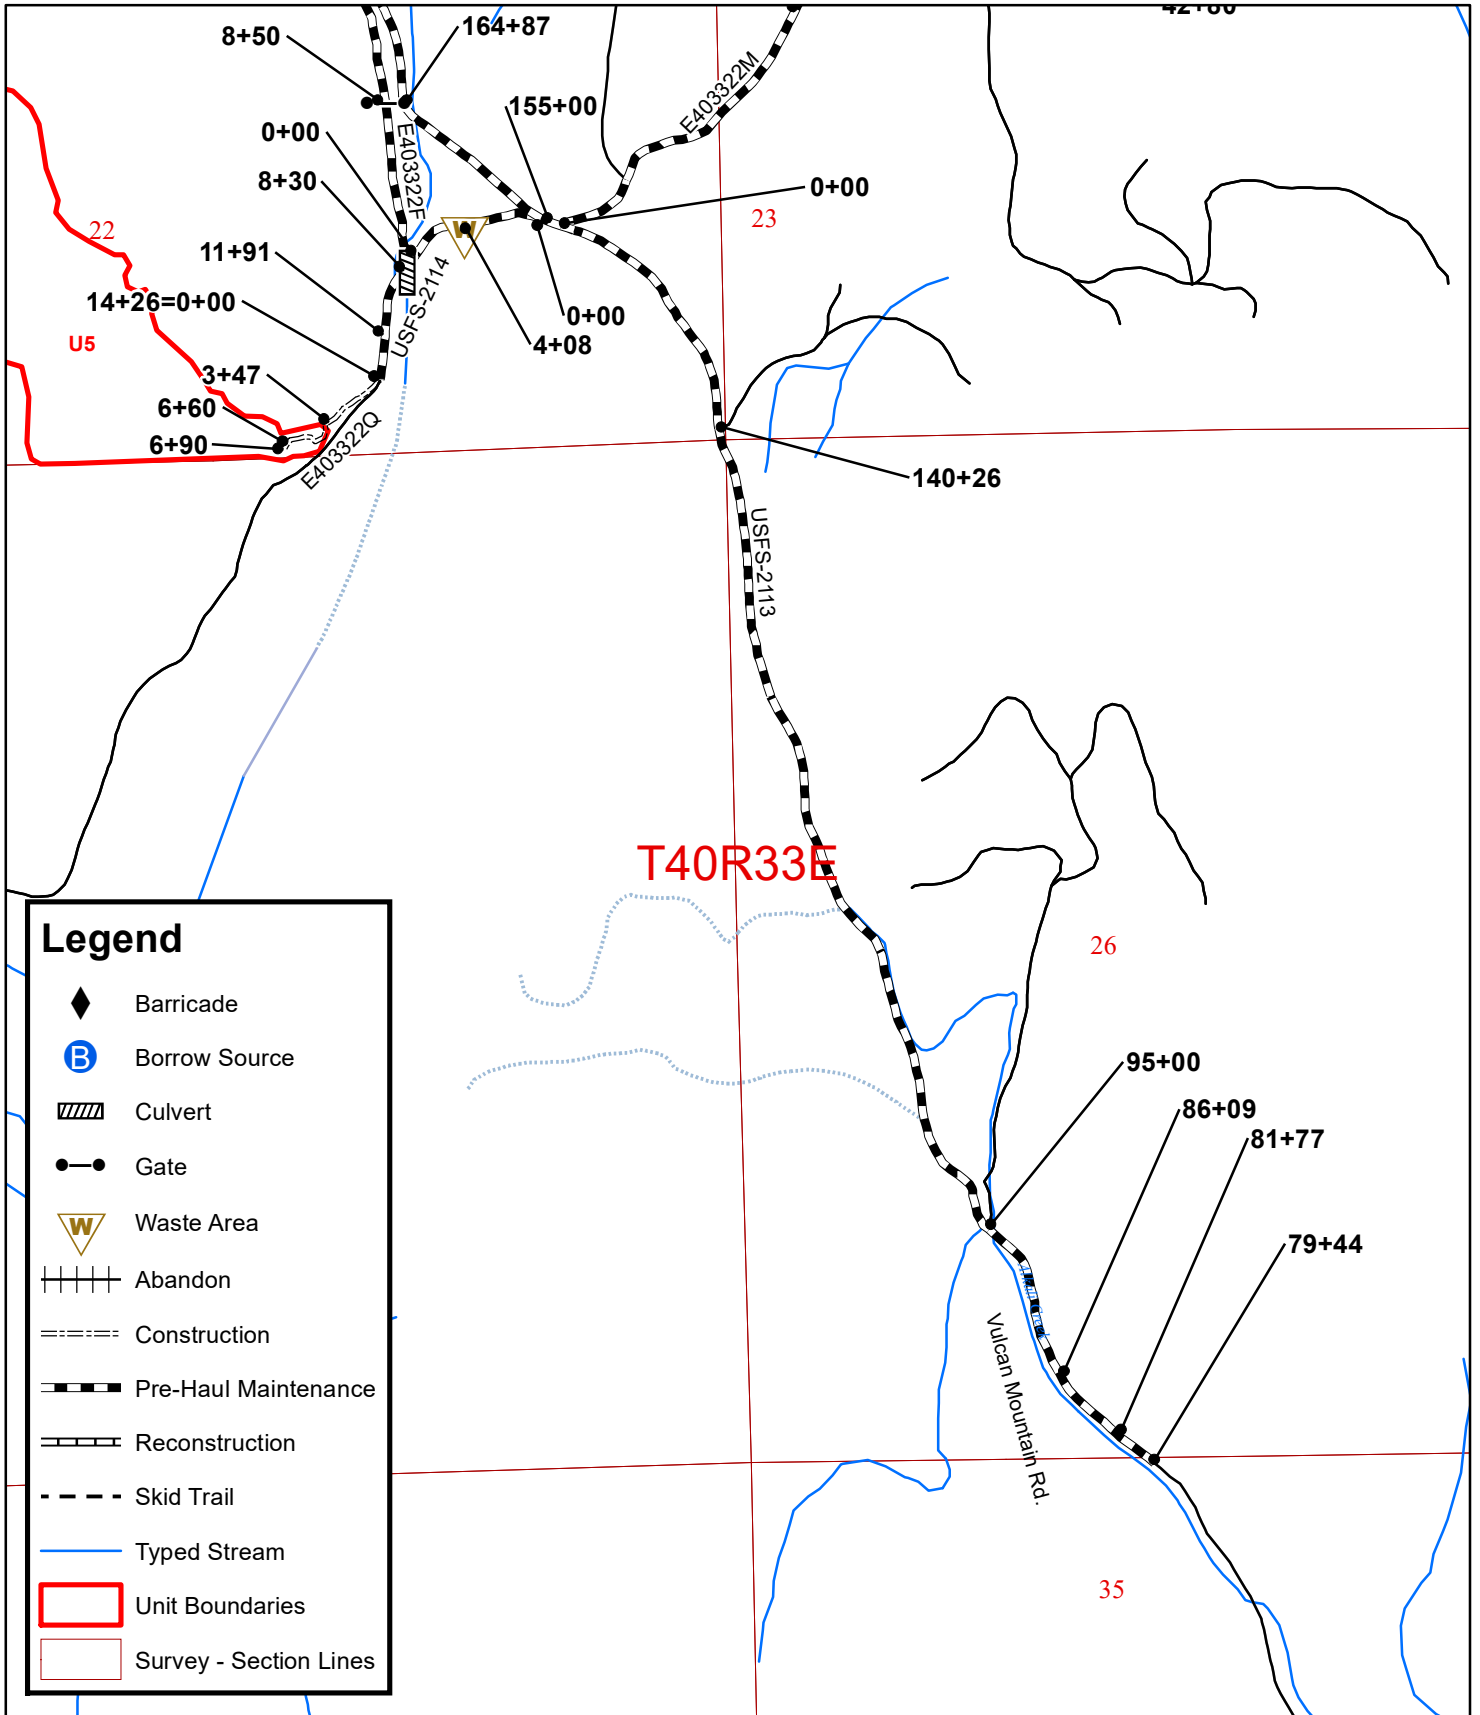 42+80
8+50
164+87
E403322M
155+00
0+00
E403322F
8+30
0+00
23
22
W
11+91
USFS-2114
14+26=0+00
0+00
U5
4+08
3+47
6+60
E403322Q
6+90
140+26
USFS-2113
T40R33E
26
95+00
86+09
81+77
79+44
Vulcan Mountain Rd.
35
Legend
Barricade
B Borrow Source
Culvert
Gate
W Waste Area
Abandon
Construction
Pre-Haul Maintenance
Reconstruction
Skid Trail
Typed Stream
Unit Boundaries
Survey - Section Lines